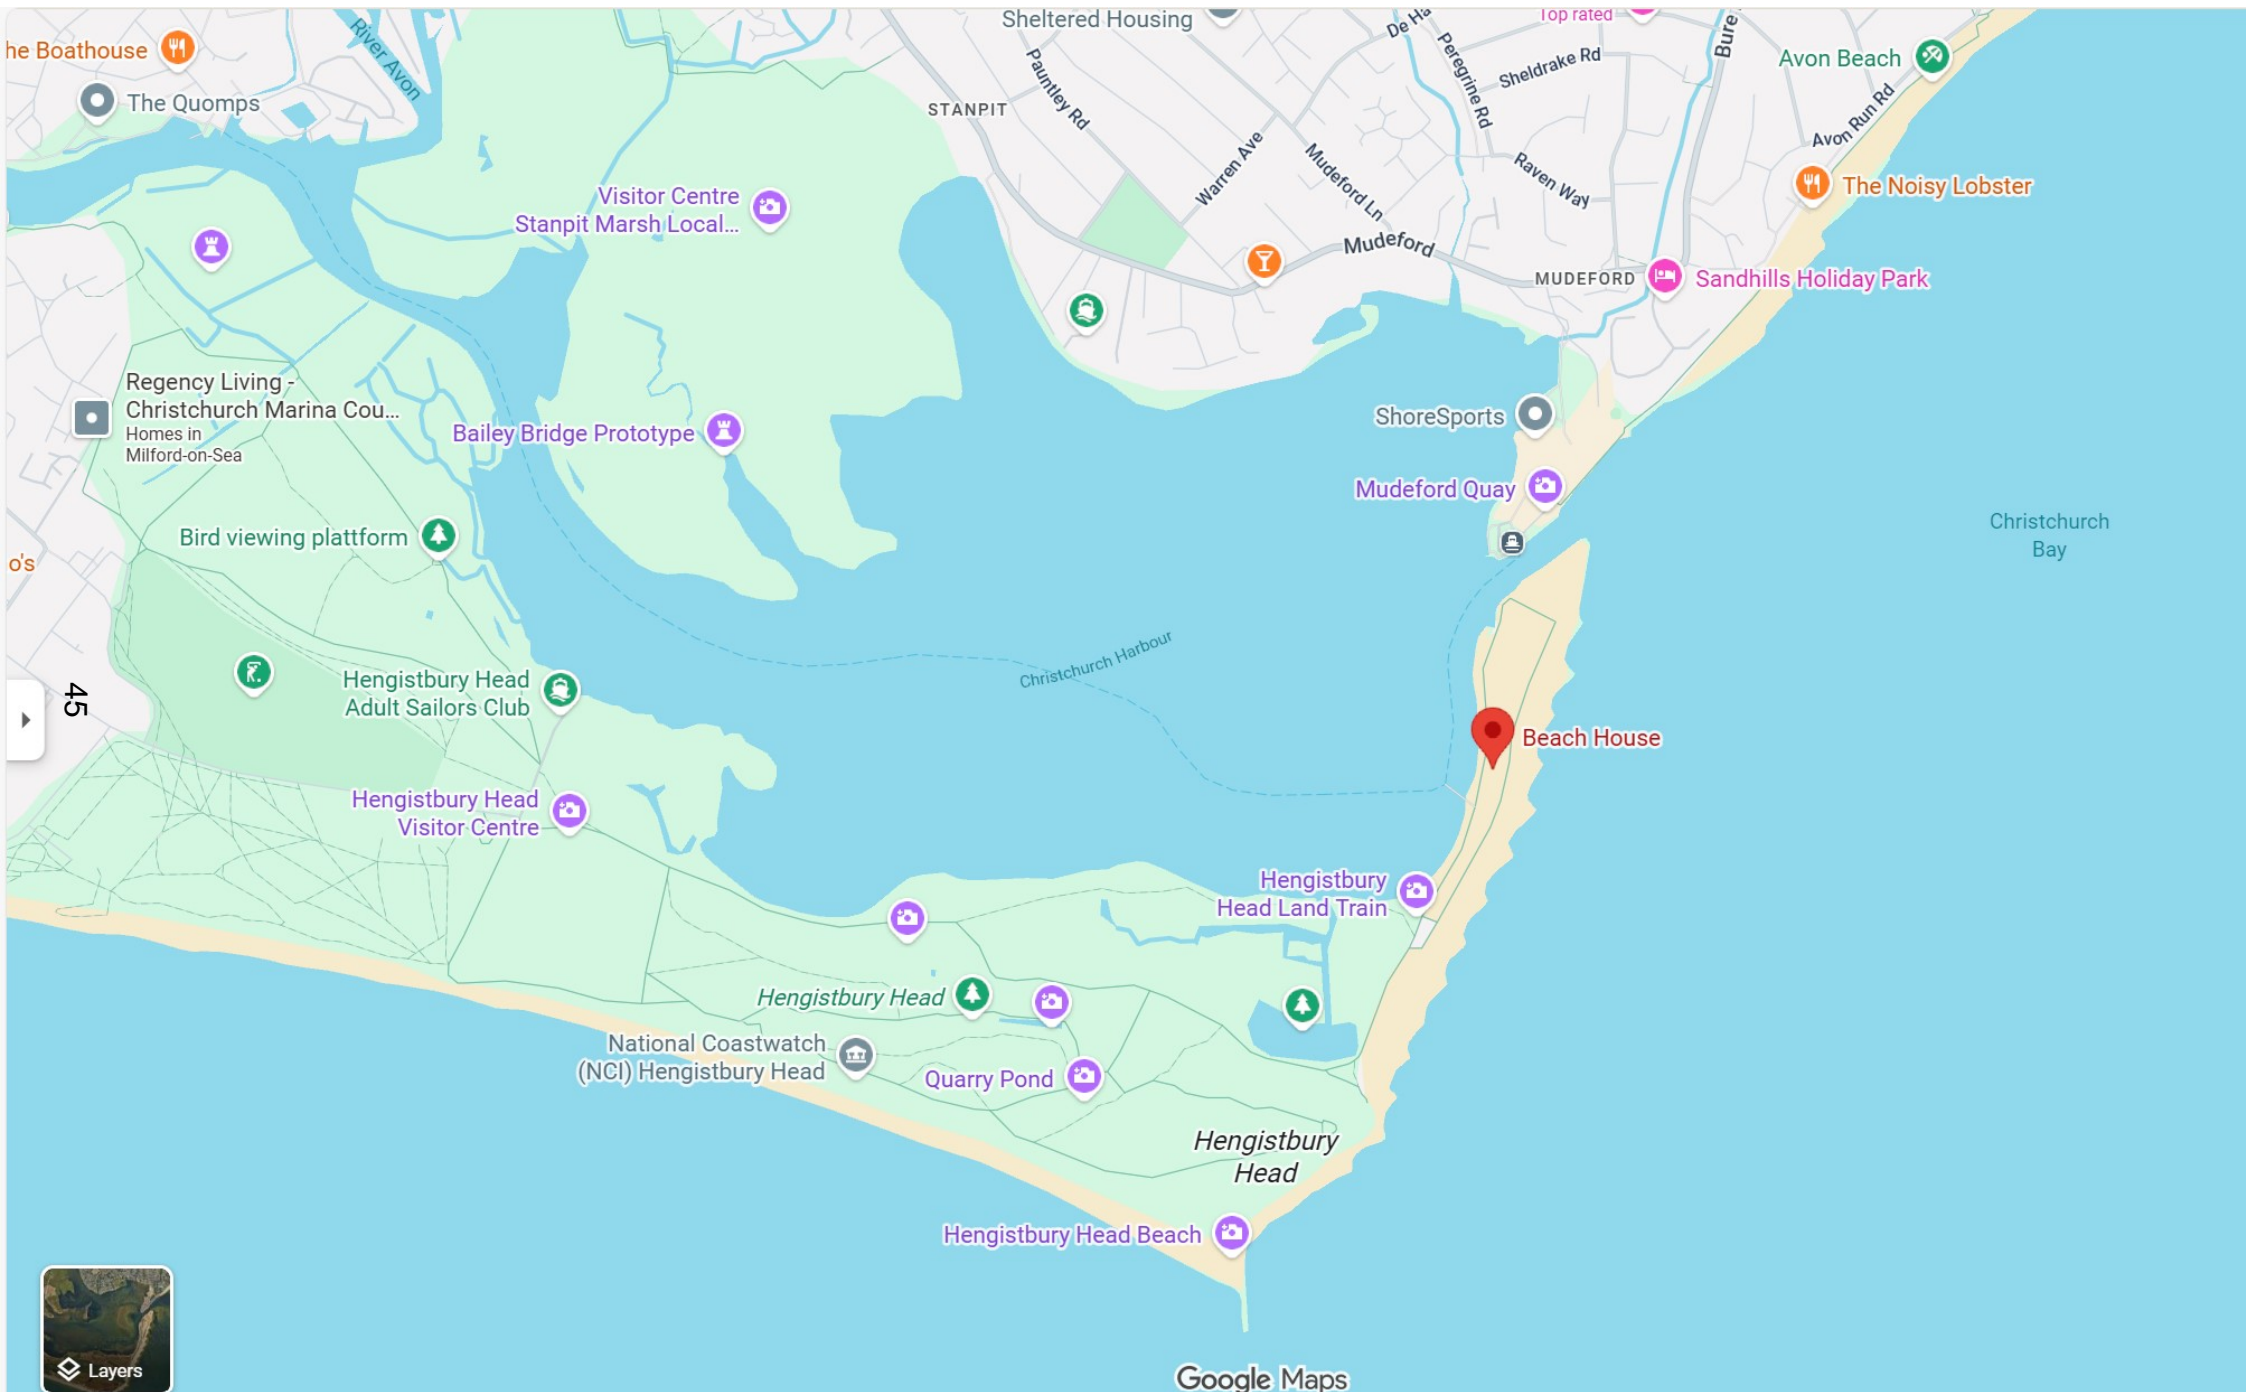 Sheltered Housing
De Ha
Top rated
Bure
River Avon
he Boathouse
The Quomps
Pauntley Rd
Peregrine Rd
Sheldrake Rd
Avon Beach
STANPIT
Avon Run Rd
Warren Ave
Mudeford Ln
Raven Way
The Noisy Lobster
Visitor Centre
Stanpit Marsh Local...
Mudeford
MUDEFORD
Sandhills Holiday Park
Regency Living -
Christchurch Marina Cou...
Homes in
Milford-on-Sea
Bailey Bridge Prototype
ShoreSports
Mudeford Quay
Christchurch
Bay
Bird viewing plattform
o's
Christchurch Harbour
Hengistbury Head
Adult Sailors Club
45
Beach House
Hengistbury Head
Visitor Centre
Hengistbury
Head Land Train
Hengistbury Head
National Coastwatch
(NCI) Hengistbury Head
Quarry Pond
Hengistbury
Head
Hengistbury Head Beach
Layers
Google Maps